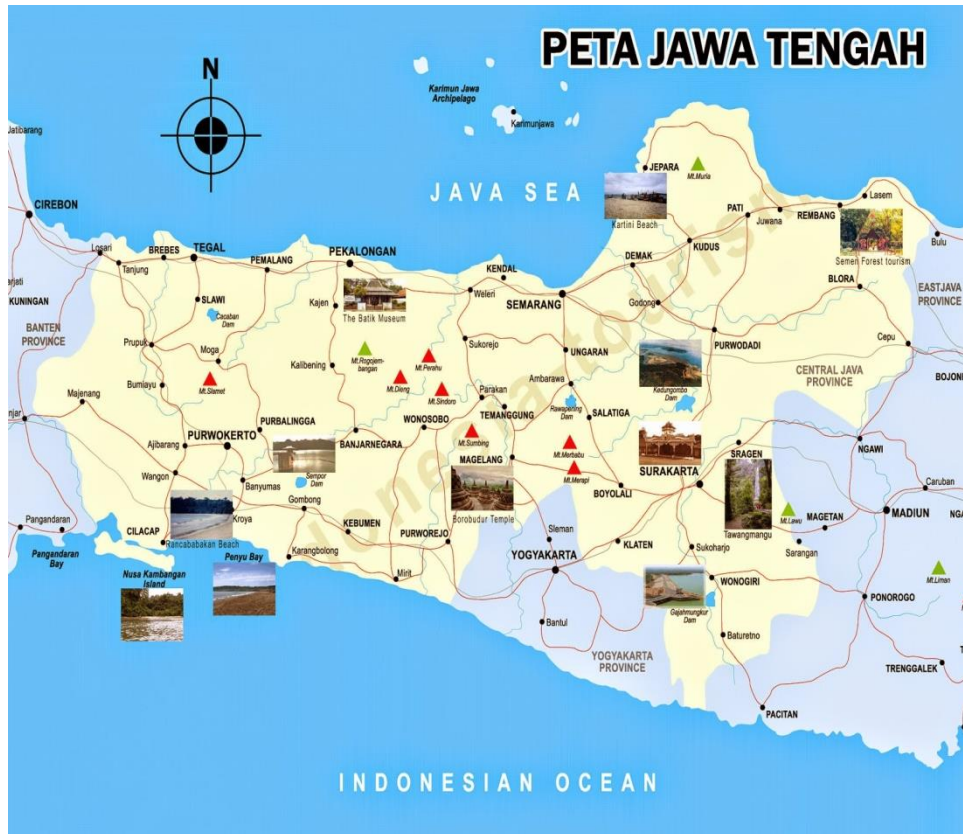 PETA JAWA TENGAH
N
Karimun Jawa
Archipelago
Karimunjawa
Jatibarang
JEPARA
Mt.Muria
JAVA SEA
CIREBON
Kartini Beach
PATI
Juwana
REMBANG
Lasem
Semen Forest tourism
Bulu
Losari
BREBES
TEGAL
Tanjung
PEMALANG
PEKALONGAN
KENDAL
DEMAK
KUDUS
KUNINGAN
SLAWI
Cacaban
Dam
Kajen
The Batik Museum
Weleri
SEMARANG
Godong
BLORA
EASTJAVA
PROVINCE
BANTEN
PROVINCE
Prupuk
Moga
Kalibening
Mt.Rogojem-
bangan
Mt.Perahu
Sukorejo
UNGARAN
PURWODADI
Cepu
CENTRAL JAVA
PROVINCE
Majenang
Bumiayu
Mt.Slamet
Mt.Dieng
Mt.Sindoro
Parakan
Ambarawa
Kedungombo
Dam
BOJON
PURBALINGGA
WONOSOBO
TEMANGGUNG
Rawapening
Dam
SALATIGA
Ajibarang
PURWOKERTO
BANJARNEGARA
Mt.Sumbing
Mt.Merbabu
SRAGEN
NGAWI
Wangon
Sempor
Dam
MAGELANG
Mt.Merapi
SURAKARTA
Banyumas
BOYOLALI
Caruban
Gombong
Borobudur Temple
Mt.Lawu
MADIUN
Pangandaran
CILACAP
Kroya
KEBUMEN
PURWOREJO
Sleman
Tawangmangu
MAGETAN
Rancababakan Beach
KLATEN
Sukoharjo
Sarangan
Pangandaran
Bay
Karangbolong
YOGYAKARTA
Nusa Kambangan
Island
Penyu Bay
Mirit
WONOGIRI
Mt.Liman
PONOROGO
Gajahmungkur
Dam
Bantul
Baturetno
YOGYAKARTA
PROVINCE
TRENGGALEK
PACITAN
INDONESIAN OCEAN